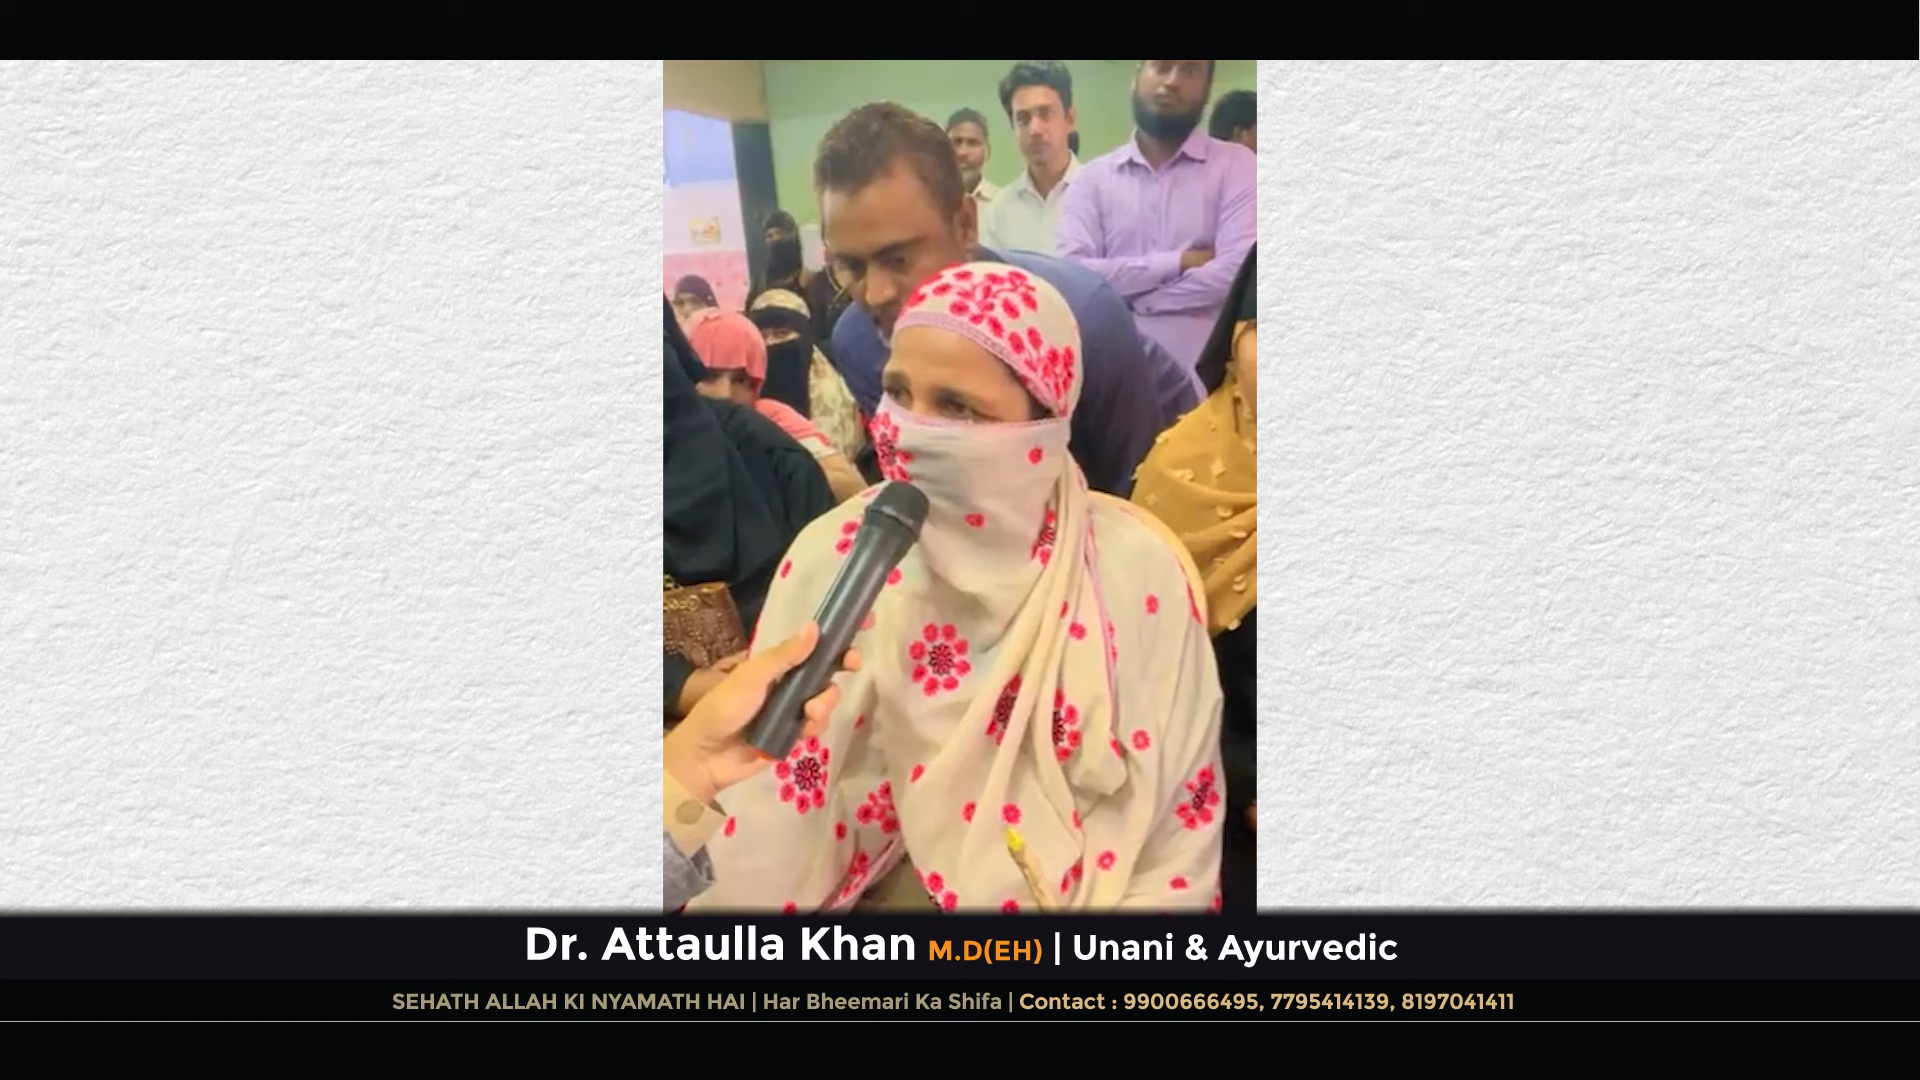 Dr. Attaulla Khan M.D(EH) | Unani & Ayurvedic
SEHATH ALLAH KI NYAMATH HAI | Har Bheemari Ka Shifa | Contact : 9900666495, 7795414139, 8197041411